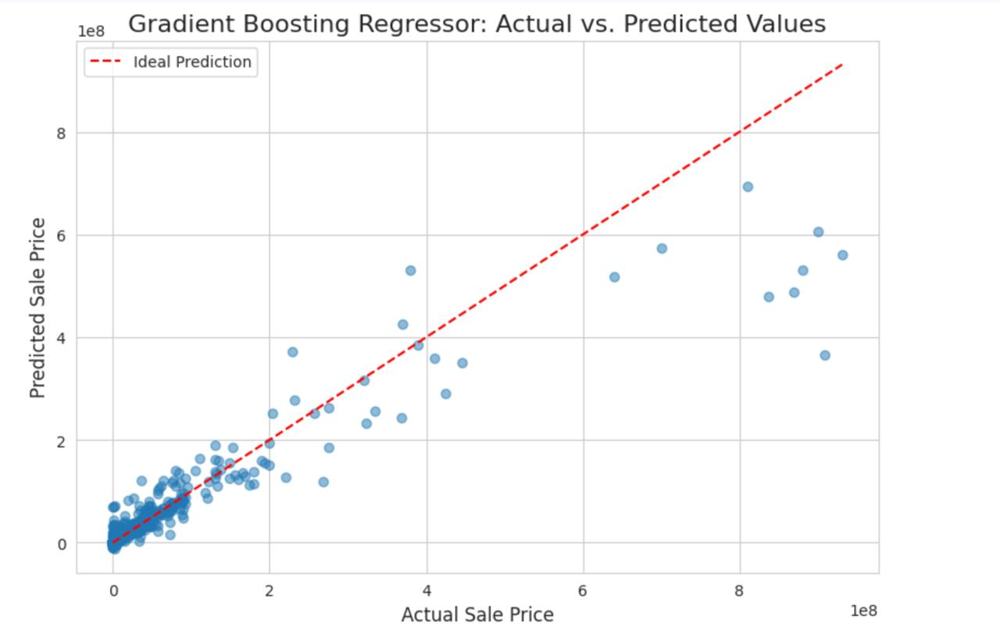 Gradient Boosting Regressor: Actual vs. Predicted Values
1e8
Ideal Prediction
8
6
4
2
0
Predicted Sale Price
0 2 4 6 8
1e8
Actual Sale Price